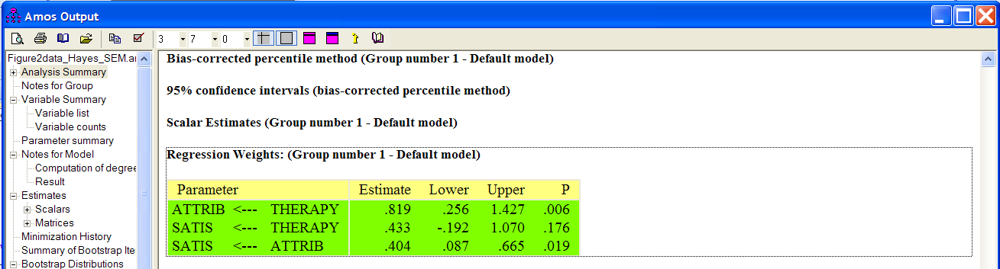 Amos Output
3 7 0
Figure2data_Hayes_SEM.a
Analysis Summary
Notes for Group
Variable Summary
Variable list
Variable counts
Parameter summary
Notes for Model
Computation of degree
Result
Estimates
Scalars
Matrices
Minimization History
Summary of Bootstrap Ite
Bootstrap Distributions
Bias-corrected percentile method (Group number 1 - Default model)
95% confidence intervals (bias-corrected percentile method)
Scalar Estimates (Group number 1 - Default model)
Regression Weights: (Group number 1 - Default model)
Parameter Estimate Lower Upper P
ATTRIB <--- THERAPY .819 .256 1.427 .006
SATIS <--- THERAPY .433 -.192 1.070 .176
SATIS <--- ATTRIB .404 .087 .665 .019